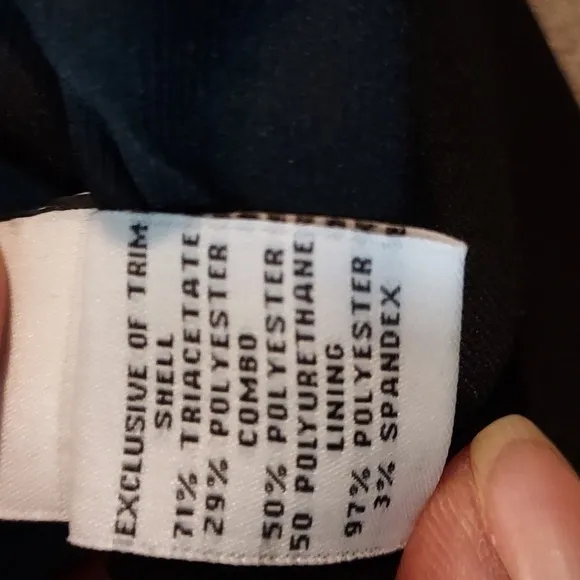 EXCLUSIVE OF TRIM
SHELL
71% TRIACETATE
29% POLYESTER
COMBO
50% POLYESTER
50 POLYURETHANE
LINING
97% POLYESTER
3% SPANDEX